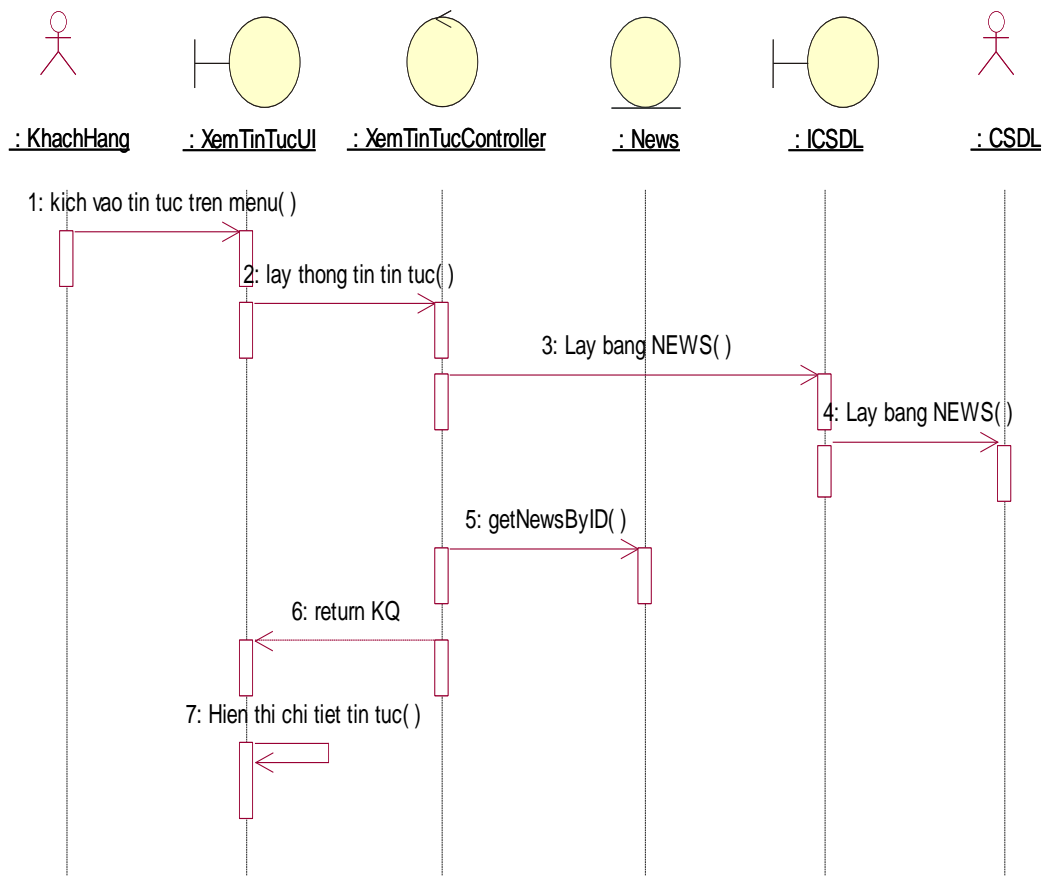 : KhachHang
: XemTinTucUI
: XemTinTucController
: News
: ICSDL
: CSDL
1: kich vao tin tuc tren menu( )
2: lay thong tin tin tuc( )
3: Lay bang NEWS( )
4: Lay bang NEWS( )
5: getNewsByID( )
6: return KQ
7: Hien thi chi tiet tin tuc( )